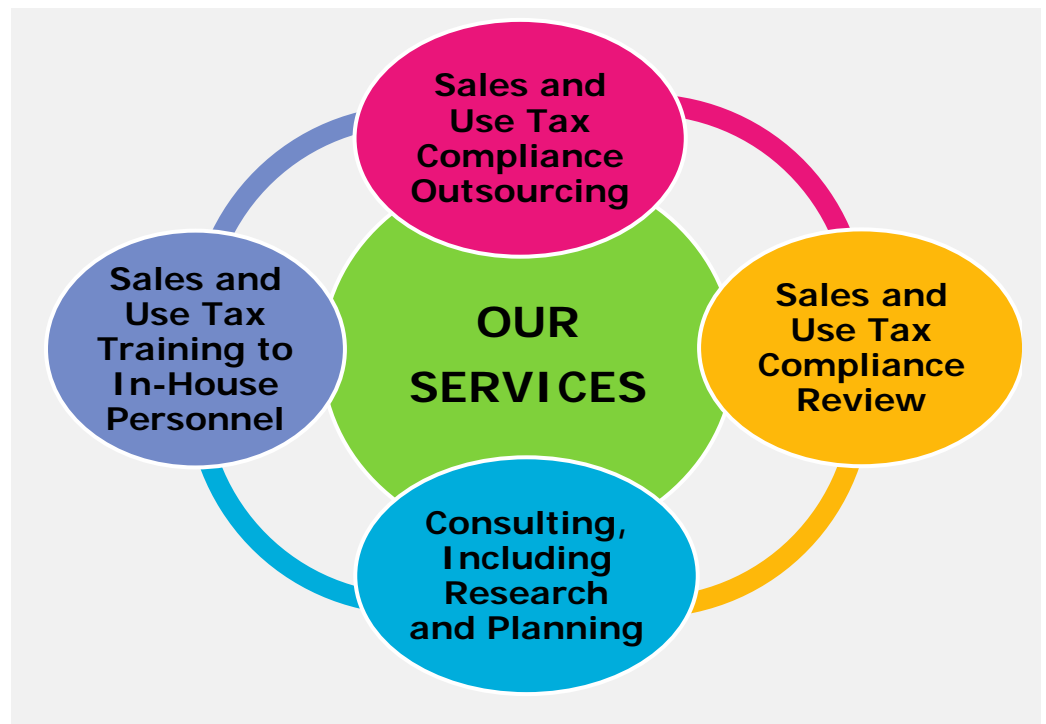 Sales and
Use Tax
Compliance
Outsourcing
Sales and
Use Tax
Training to
In-House
Personnel
OUR
SERVICES
Sales and
Use Tax
Compliance
Review
Consulting,
Including
Research
and Planning